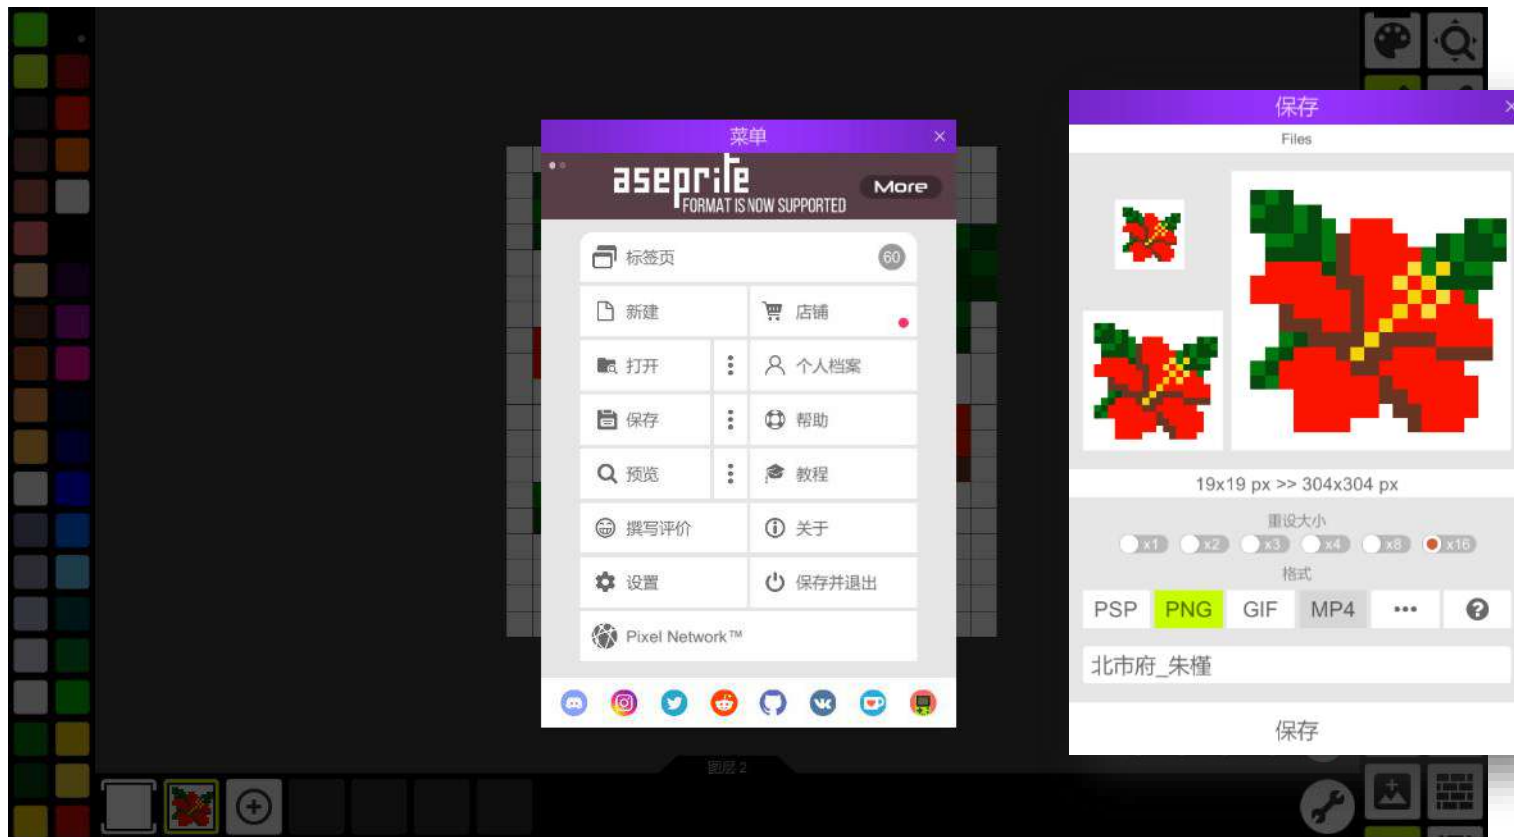 菜单
aseprite
More
FORMAT IS NOW SUPPORTED
标签页
60
新建
店铺
打开
个人档案
保存
帮助
预览
教程
撰写评价
关于
设置
保存并退出
Pixel Network™
图层 2
保存
Files
19x19 px >> 304x304 px
重设大小
x1 x2 x3 x4 x8 x16
格式
PSP PNG GIF MP4
北市府_朱槿
保存